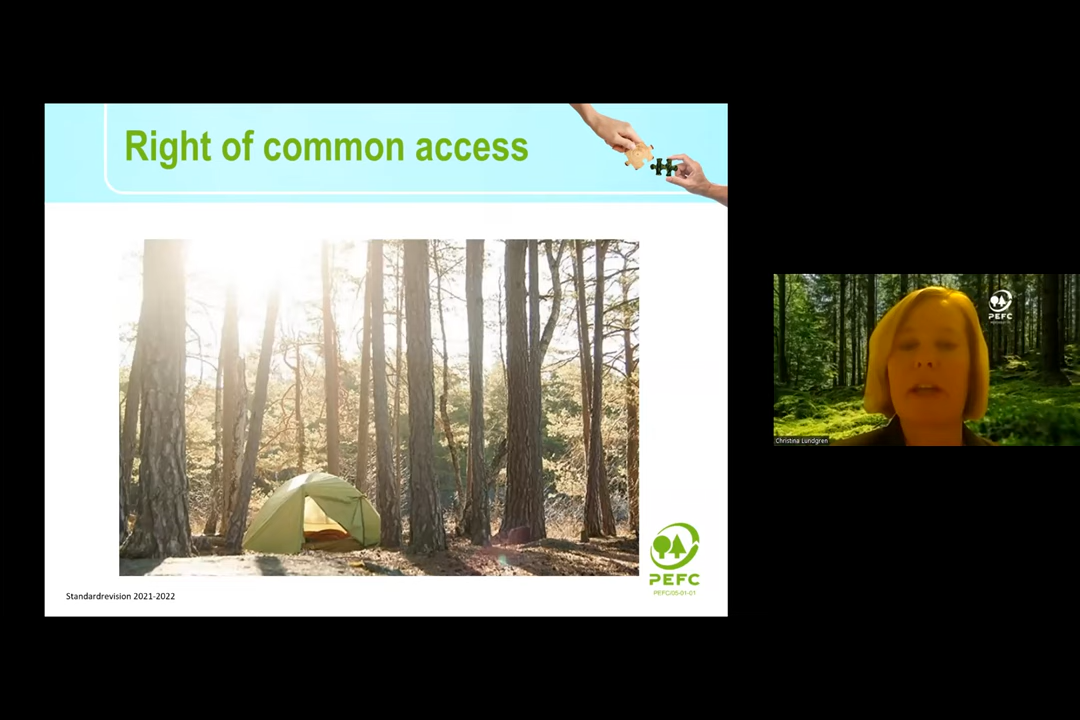 Right of common access
PEFC
PEFC/05-01-01
Standardrevision 2021-2022
PEFC
Christina Lundgren